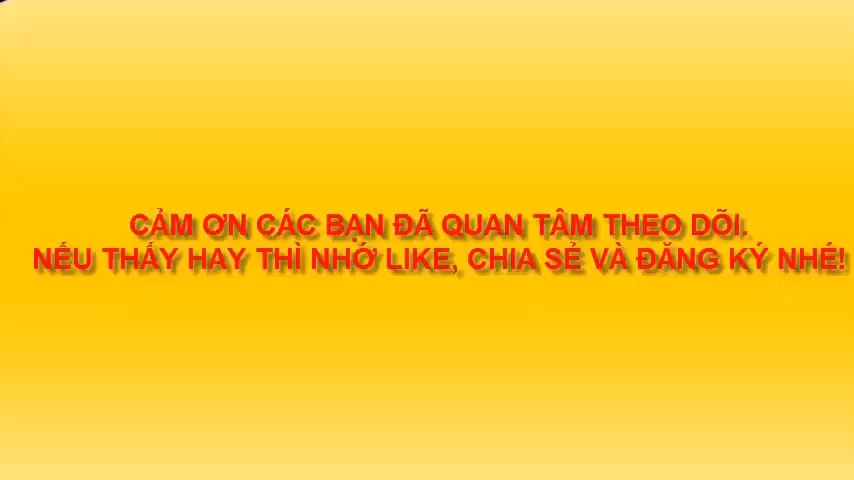 CẢM ƠN CÁC BẠN ĐÃ QUAN TÂM THEO DÕI.
NẾU THẤY HAY THÌ NHỚ LIKE, CHIA SẺ VÀ ĐĂNG KÝ NHÉ!